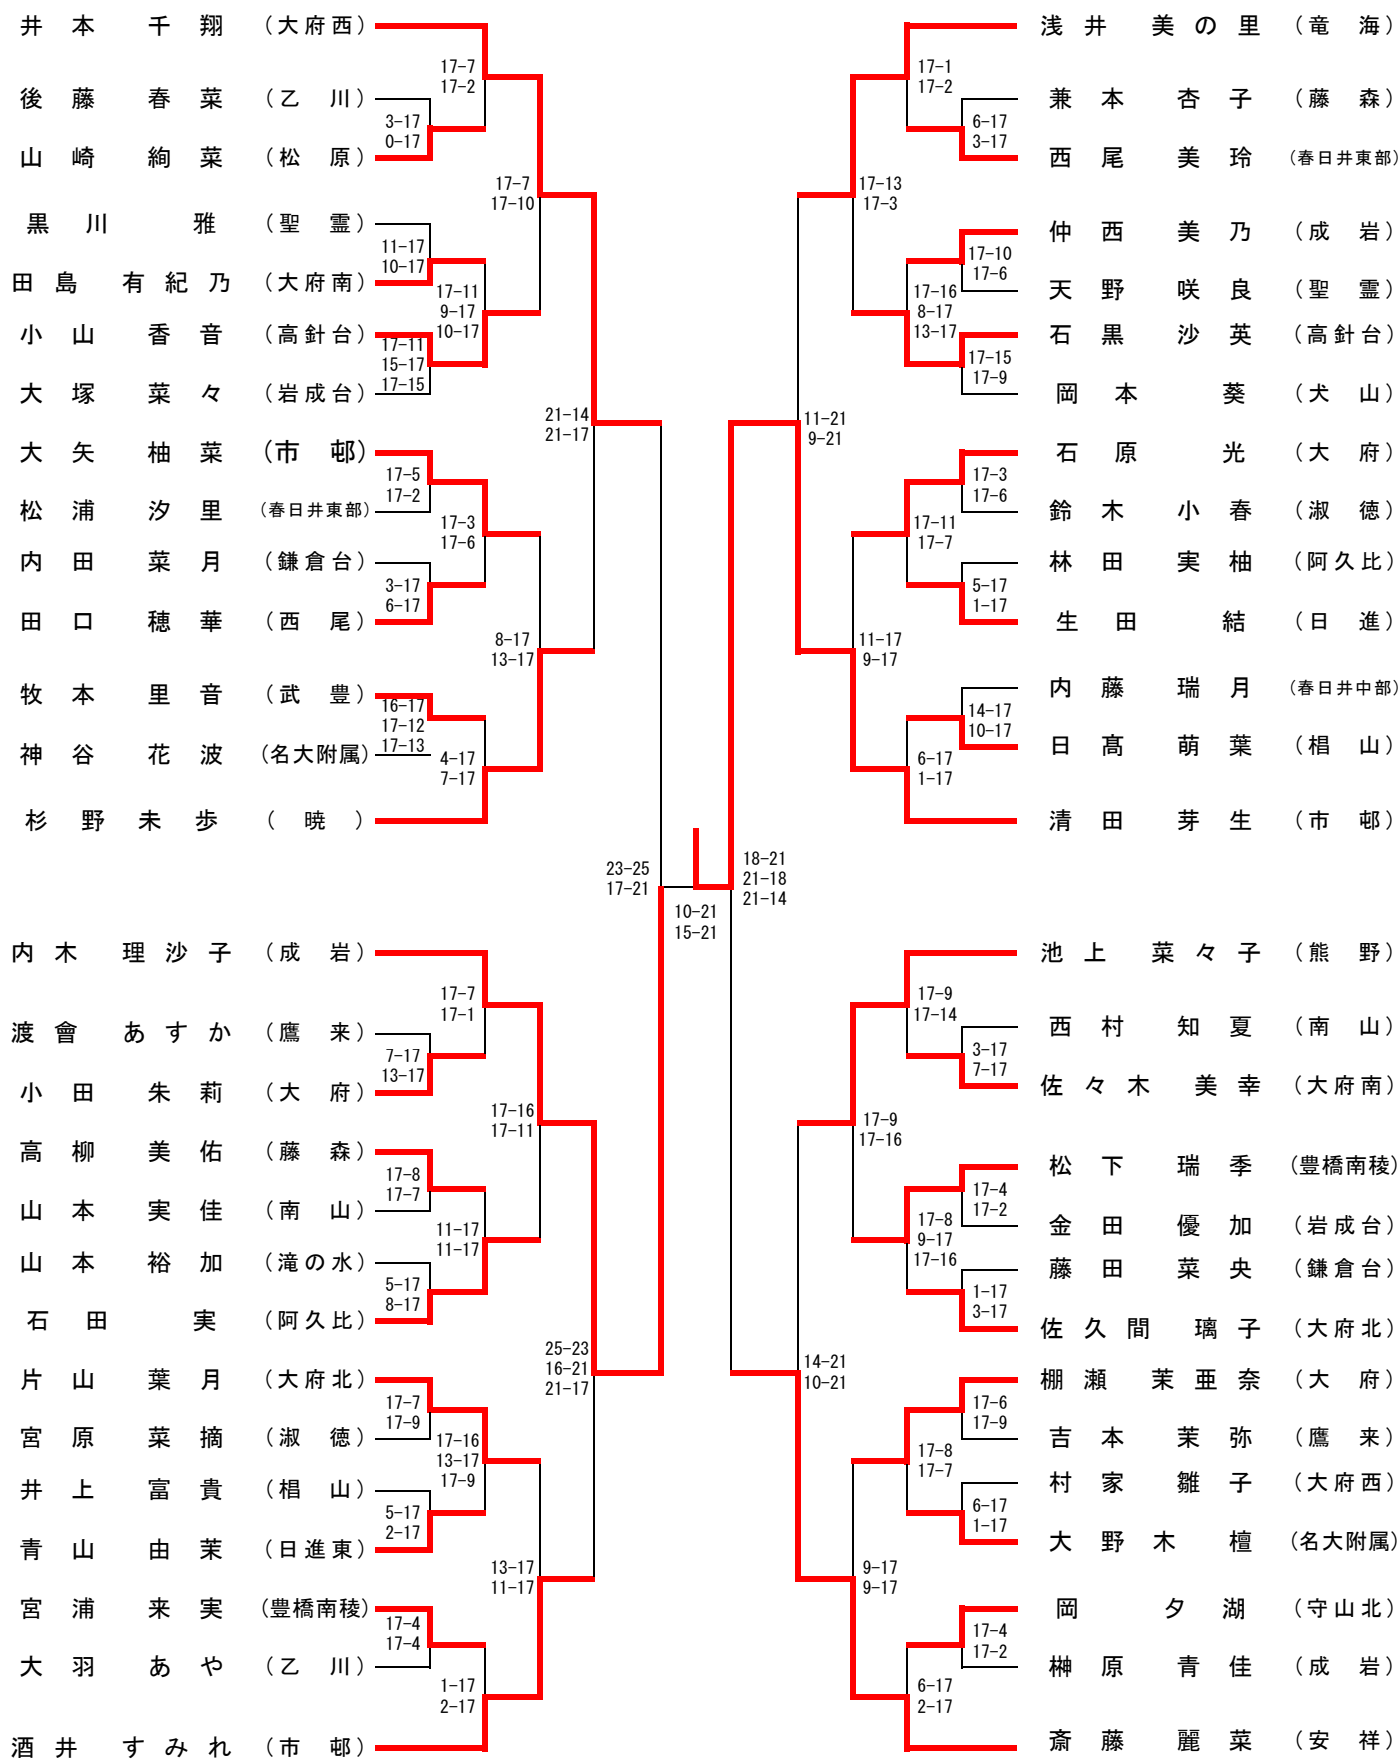 井本 千翔 (大府西)
17-7
17-2
後藤 春菜 (乙川)
3-17
0-17
山崎 絢菜 (松原)
17-7
17-10
黒川 雅 (聖霊)
11-17
10-17
田島 有紀乃 (大府南)
17-11
9-17
10-17
小山 香音 (高針台)
17-11
15-17
17-15
大塚 菜々 (岩成台)
21-14
21-17
大矢 柚菜 (市邨)
17-5
17-2
松浦 汐里 (春日井東部)
17-3
17-6
内田 菜月 (鎌倉台)
3-17
6-17
田口 穂華 (西尾)
8-17
13-17
牧本 里音 (武豊)
16-17
17-12
17-13
神谷 花波 (名大附属)
4-17
7-17
杉野 未歩 (暁)
23-25
17-21
10-21
15-21
内木 理沙子 (成岩)
17-7
17-1
渡會 あすか (鷹来)
7-17
13-17
小田 朱莉 (大府)
17-16
17-11
高柳 美佑 (藤森)
17-8
17-7
山本 実佳 (南山)
11-17
11-17
山本 裕加 (滝の水)
5-17
8-17
石田 実 (阿久比)
25-23
16-21
21-17
片山 葉月 (大府北)
17-7
17-9
宮原 菜摘 (淑徳)
17-16
13-17
17-9
井上 富貴 (椙山)
5-17
2-17
青山 由茉 (日進東)
13-17
11-17
宮浦 来実 (豊橋南稜)
17-4
17-4
大羽 あや (乙川)
1-17
2-17
酒井 すみれ (市邨)
浅井 美の里 (竜海)
17-1
17-2
兼本 杏子 (藤森)
6-17
3-17
西尾 美玲 (春日井東部)
17-13
17-3
仲西 美乃 (成岩)
17-10
17-6
天野 咲良 (聖霊)
17-16
8-17
13-17
石黒 沙英 (高針台)
17-15
17-9
岡本 葵 (犬山)
11-21
9-21
石原 光 (大府)
17-3
17-6
鈴木 小春 (淑徳)
17-11
17-7
林田 実柚 (阿久比)
5-17
1-17
生田 結 (日進)
11-17
9-17
内藤 瑞月 (春日井中部)
14-17
10-17
日髙 萌葉 (椙山)
6-17
1-17
清田 芽生 (市邨)
18-21
21-18
21-14
池上 菜々子 (熊野)
17-9
17-14
西村 知夏 (南山)
3-17
7-17
佐々木 美幸 (大府南)
17-9
17-16
松下 瑞季 (豊橋南稜)
17-4
17-2
金田 優加 (岩成台)
17-8
9-17
17-16
藤田 菜央 (鎌倉台)
1-17
3-17
佐久間 璃子 (大府北)
14-21
10-21
棚瀬 茉亜奈 (大府)
17-6
17-9
吉本 茉弥 (鷹来)
17-8
17-7
村家 雛子 (大府西)
6-17
1-17
大野木 檀 (名大附属)
9-17
9-17
岡 夕湖 (守山北)
17-4
17-2
榊原 青佳 (成岩)
6-17
2-17
斎藤 麗菜 (安祥)